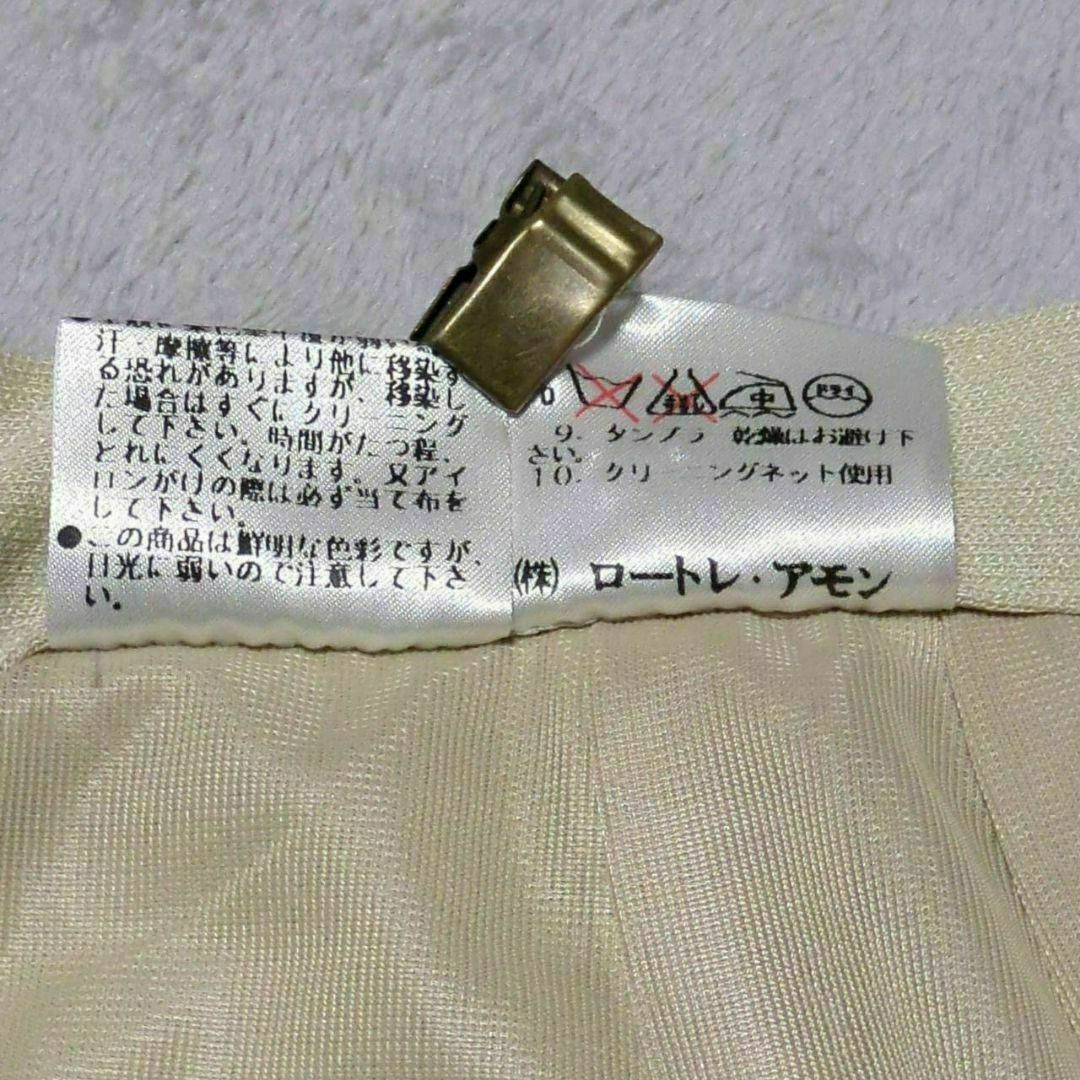 汁、摩擦等により他に移染す
る恐れがありますが、移染し
た場合はすぐにクリーニング
して下さい。時間がたつ程、
とれにくくなります。又アイ
ロンがけの際は必ず当て布を
して下さい。
●この商品は鮮明な色彩ですが、
日光に弱いので注意して下さ
い。
% 中 ドライ
9. タンブラー乾燥はお避け下
さい。
10. クリーニングネット使用
(株) ロートレ・アモン